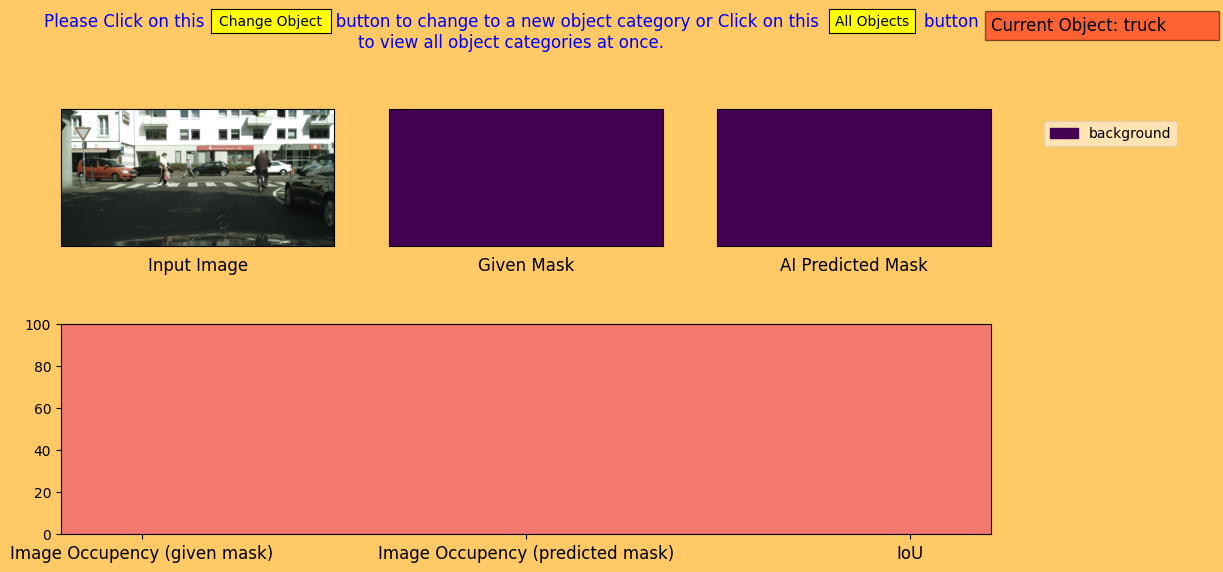 Please Click on this Change Object button to change to a new object category or Click on this All Objects button
to view all object categories at once.
Current Object: truck
background
Input Image
Given Mask
AI Predicted Mask
100
80
60
40
20
0
Image Occupancy (given mask)
Image Occupancy (predicted mask)
IoU